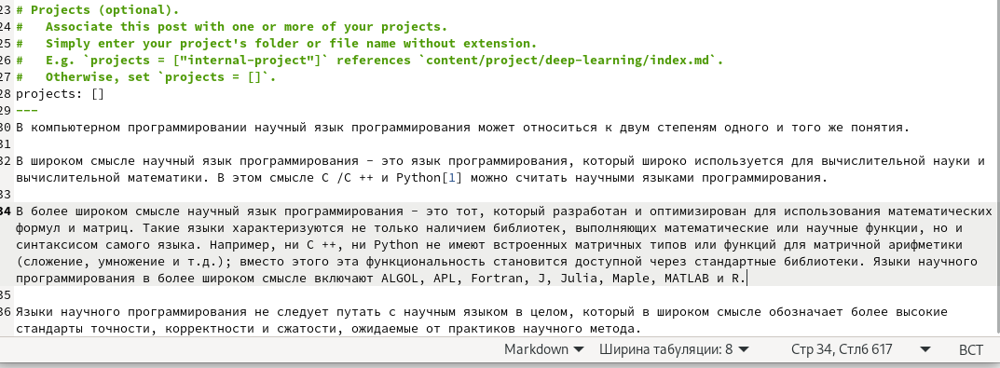 23 # Projects (optional).
24 #   Associate this post with one or more of your projects.
25 #   Simply enter your project's folder or file name without extension.
26 #   E.g. `projects = ["internal-project"]` references `content/project/deep-learning/index.md`.
27 #   Otherwise, set `projects = []`.
28 projects: []
29 ---
30 В компьютерном программировании научный язык программирования может относиться к двум степеням одного и того же понятия.
31
32 В широком смысле научный язык программирования - это язык программирования, который широко используется для вычислительной науки и
вычислительной математики. В этом смысле C /C ++ и Python[1] можно считать научными языками программирования.
33
34 В более широком смысле научный язык программирования - это тот, который разработан и оптимизирован для использования математических
формул и матриц. Такие языки характеризуются не только наличием библиотек, выполняющих математические или научные функции, но и
синтаксисом самого языка. Например, ни C ++, ни Python не имеют встроенных матричных типов или функций для матричной арифметики
(сложение, умножение и т.д.); вместо этого эта функциональность становится доступной через стандартные библиотеки. Языки научного
программирования в более широком смысле включают ALGOL, APL, Fortran, J, Julia, Maple, MATLAB и R.
35
36 Языки научного программирования не следует путать с научным языком в целом, который в широком смысле обозначает более высокие
стандарты точности, корректности и сжатости, ожидаемые от практиков научного метода.
Markdown Ширина табуляции: 8 Стр 34, Стлб 617 ВСТ